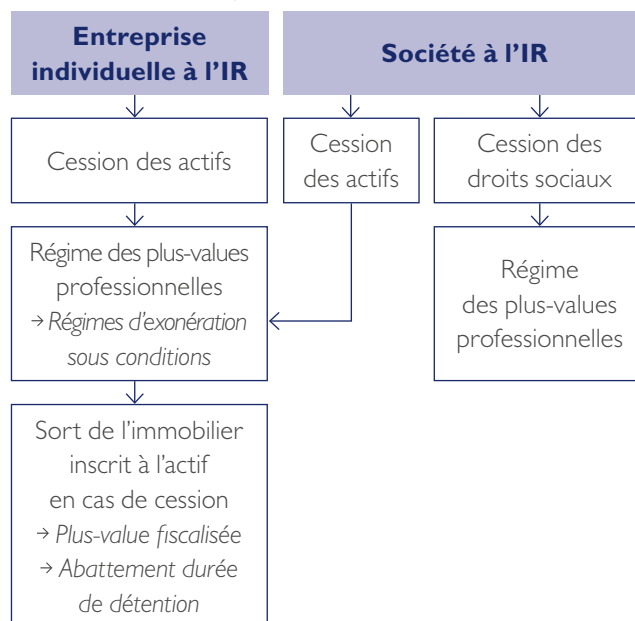 Entreprise
individuelle à l'IR
Société à l'IR
Cession des actifs
Cession
des actifs
Cession des
droits sociaux
Régime des plus-values
professionnelles
→ Régimes d'exonération
sous conditions
Régime
des plus-values
professionnelles
Sort de l'immobilier
inscrit à l'actif
en cas de cession
→ Plus-value fiscalisée
→ Abattement durée
de détention